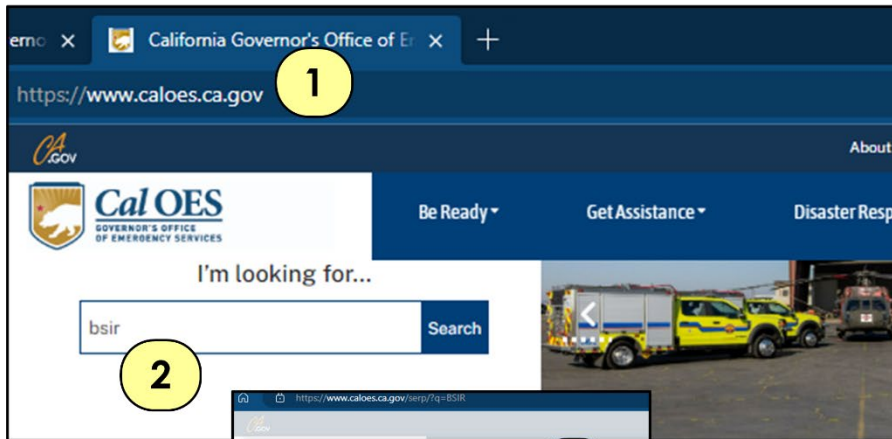 erno
California Governor's Office of Er
https://www.caloes.ca.gov
1
CA.GOV
About
Cal OES
GOVERNOR'S OFFICE
OF EMERGENCY SERVICES
Be Ready
Get Assistance
Disaster Resp
I'm looking for...
bsir
Search
2
https://www.caloes.ca.gov/serp/?q=BSIR
CA.GOV